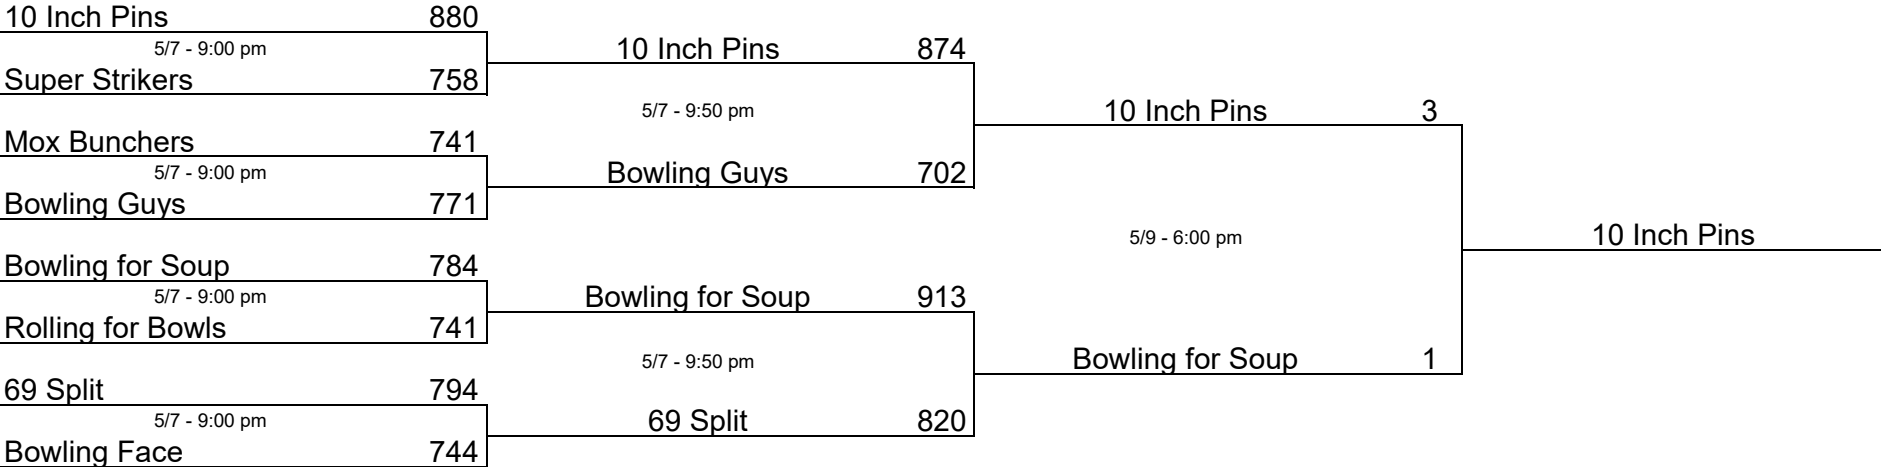 10 Inch Pins 880
5/7 - 9:00 pm
Super Strikers 758
Mox Bunchers 741
5/7 - 9:00 pm
Bowling Guys 771
Bowling for Soup 784
5/7 - 9:00 pm
Rolling for Bowls 741
69 Split 794
5/7 - 9:00 pm
Bowling Face 744
10 Inch Pins 874
5/7 - 9:50 pm
Bowling Guys 702
Bowling for Soup 913
5/7 - 9:50 pm
69 Split 820
10 Inch Pins 3
5/9 - 6:00 pm
Bowling for Soup 1
10 Inch Pins